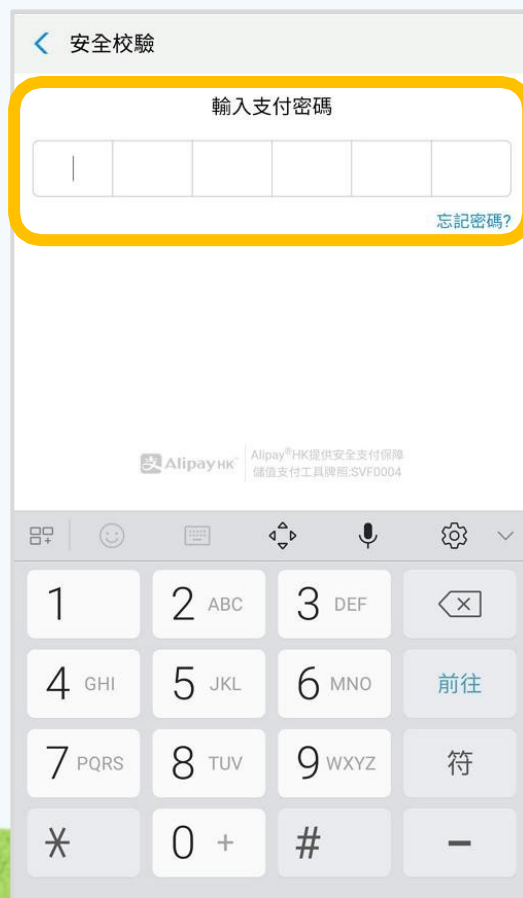 安全校驗
輸入支付密碼
忘記密碼?
支 AlipayHK™
Alipay®HK提供安全支付保障
儲值支付工具牌照:SVF0004
1
2 ABC
3 DEF
4 GHI
5 JKL
6 MNO
前往
7 PQRS
8 TUV
9 WXYZ
符
*
0 +
#
-